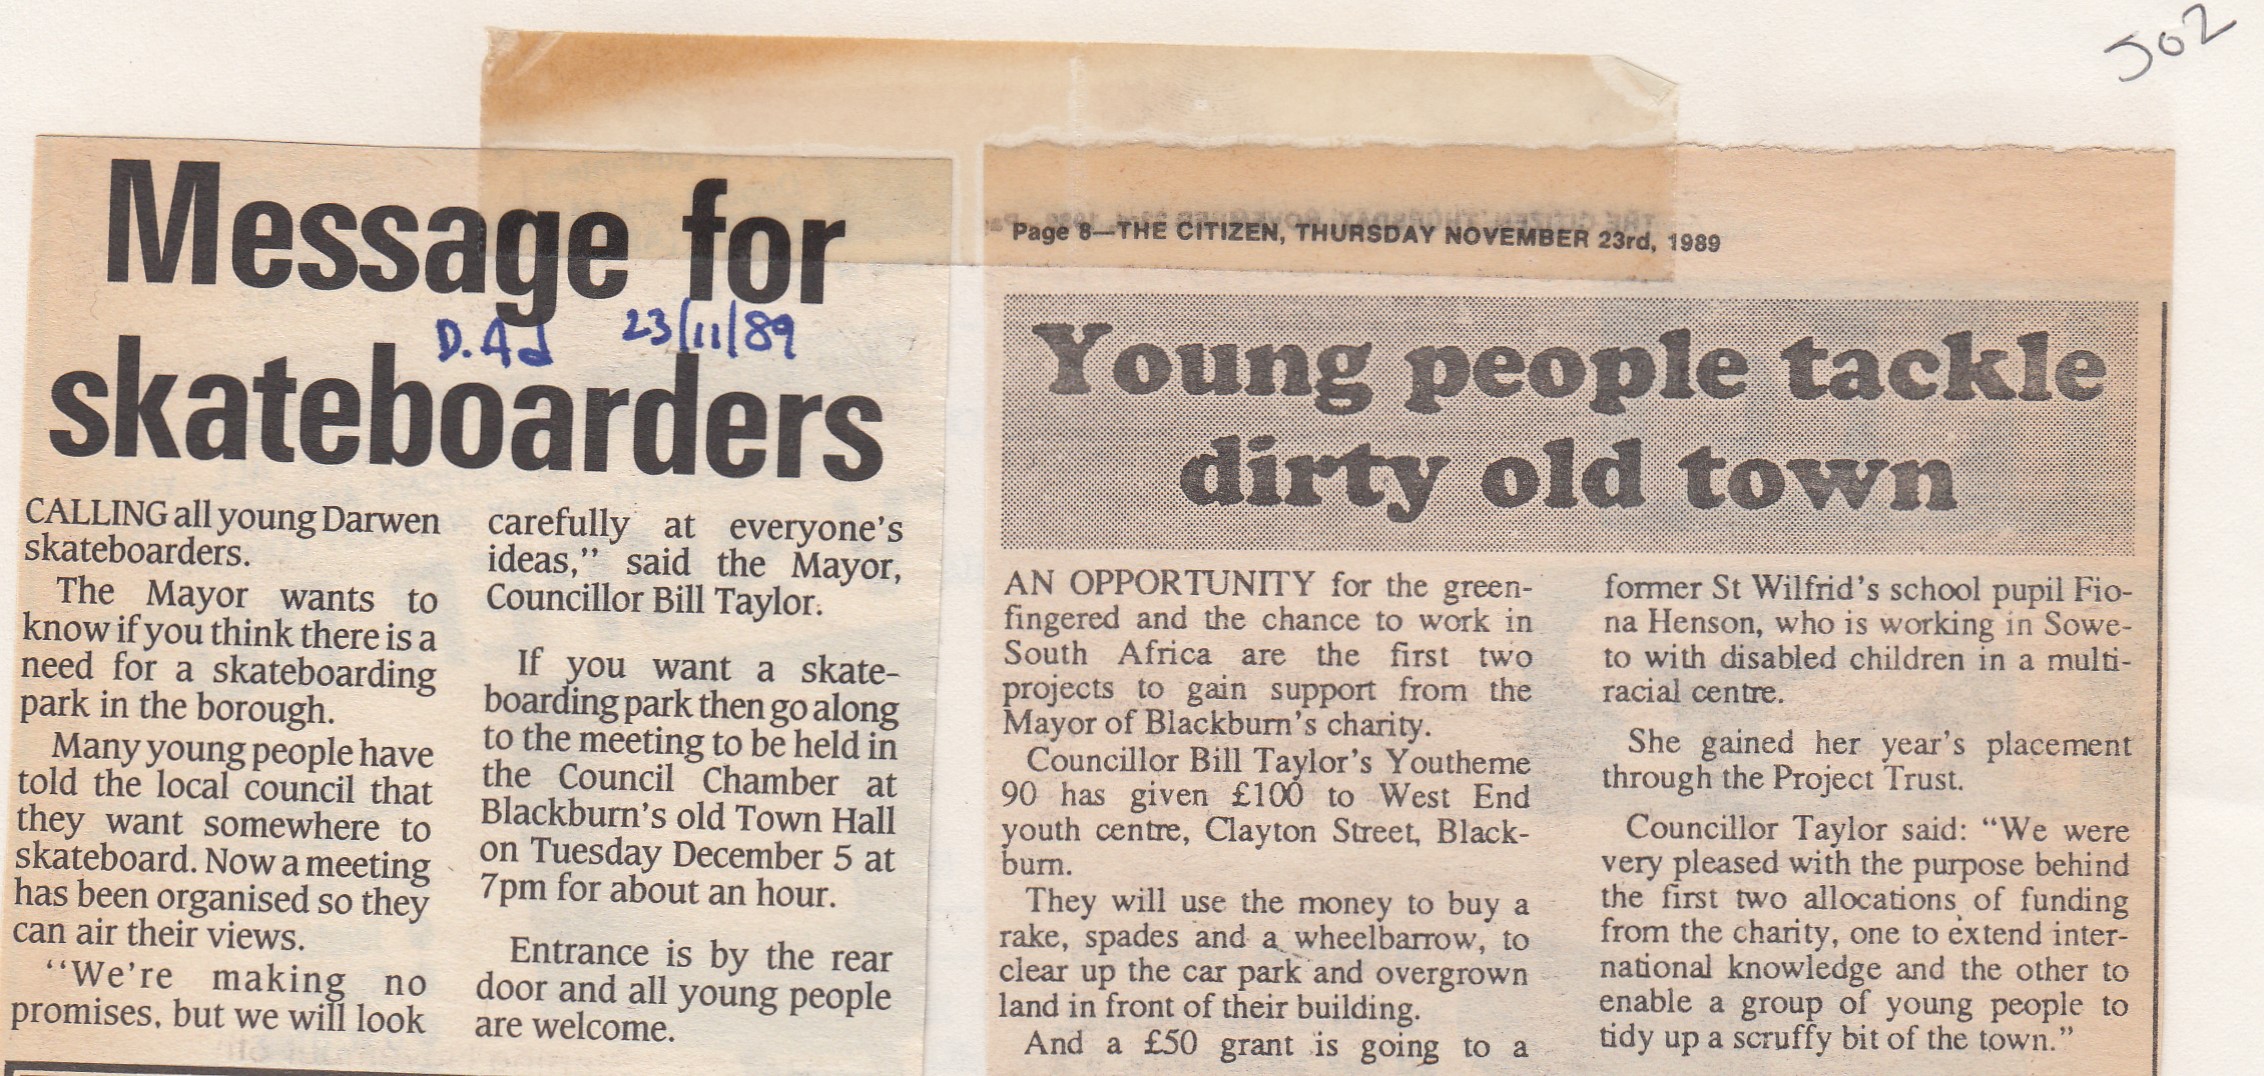 502
Message for
D. Ad 23/11/89
skateboarders
CALLING all young Darwen
skateboarders.
The Mayor wants to
know if you think there is a
need for a skateboarding
park in the borough.
Many young people have
told the local council that
they want somewhere to
skateboard. Now a meeting
has been organised so they
can air their views.
“We’re making no
promises, but we will look
carefully at everyone’s
ideas,” said the Mayor,
Councillor Bill Taylor.
If you want a skate-
boarding park then go along
to the meeting to be held in
the Council Chamber at
Blackburn’s old Town Hall
on Tuesday December 5 at
7pm for about an hour.
Entrance is by the rear
door and all young people
are welcome.
Page 8—THE CITIZEN, THURSDAY NOVEMBER 23rd, 1989
Young people tackle
dirty old town
AN OPPORTUNITY for the green-
fingered and the chance to work in
South Africa are the first two
projects to gain support from the
Mayor of Blackburn’s charity.
Councillor Bill Taylor’s Youtheme
90 has given £100 to West End
youth centre, Clayton Street, Black-
burn.
They will use the money to buy a
rake, spades and a wheelbarrow, to
clear up the car park and overgrown
land in front of their building.
And a £50 grant is going to a
former St Wilfrid’s school pupil Fio-
na Henson, who is working in Sowe-
to with disabled children in a multi-
racial centre.
She gained her year’s placement
through the Project Trust.
Councillor Taylor said: “We were
very pleased with the purpose behind
the first two allocations of funding
from the charity, one to extend inter-
national knowledge and the other to
enable a group of young people to
tidy up a scruffy bit of the town.”